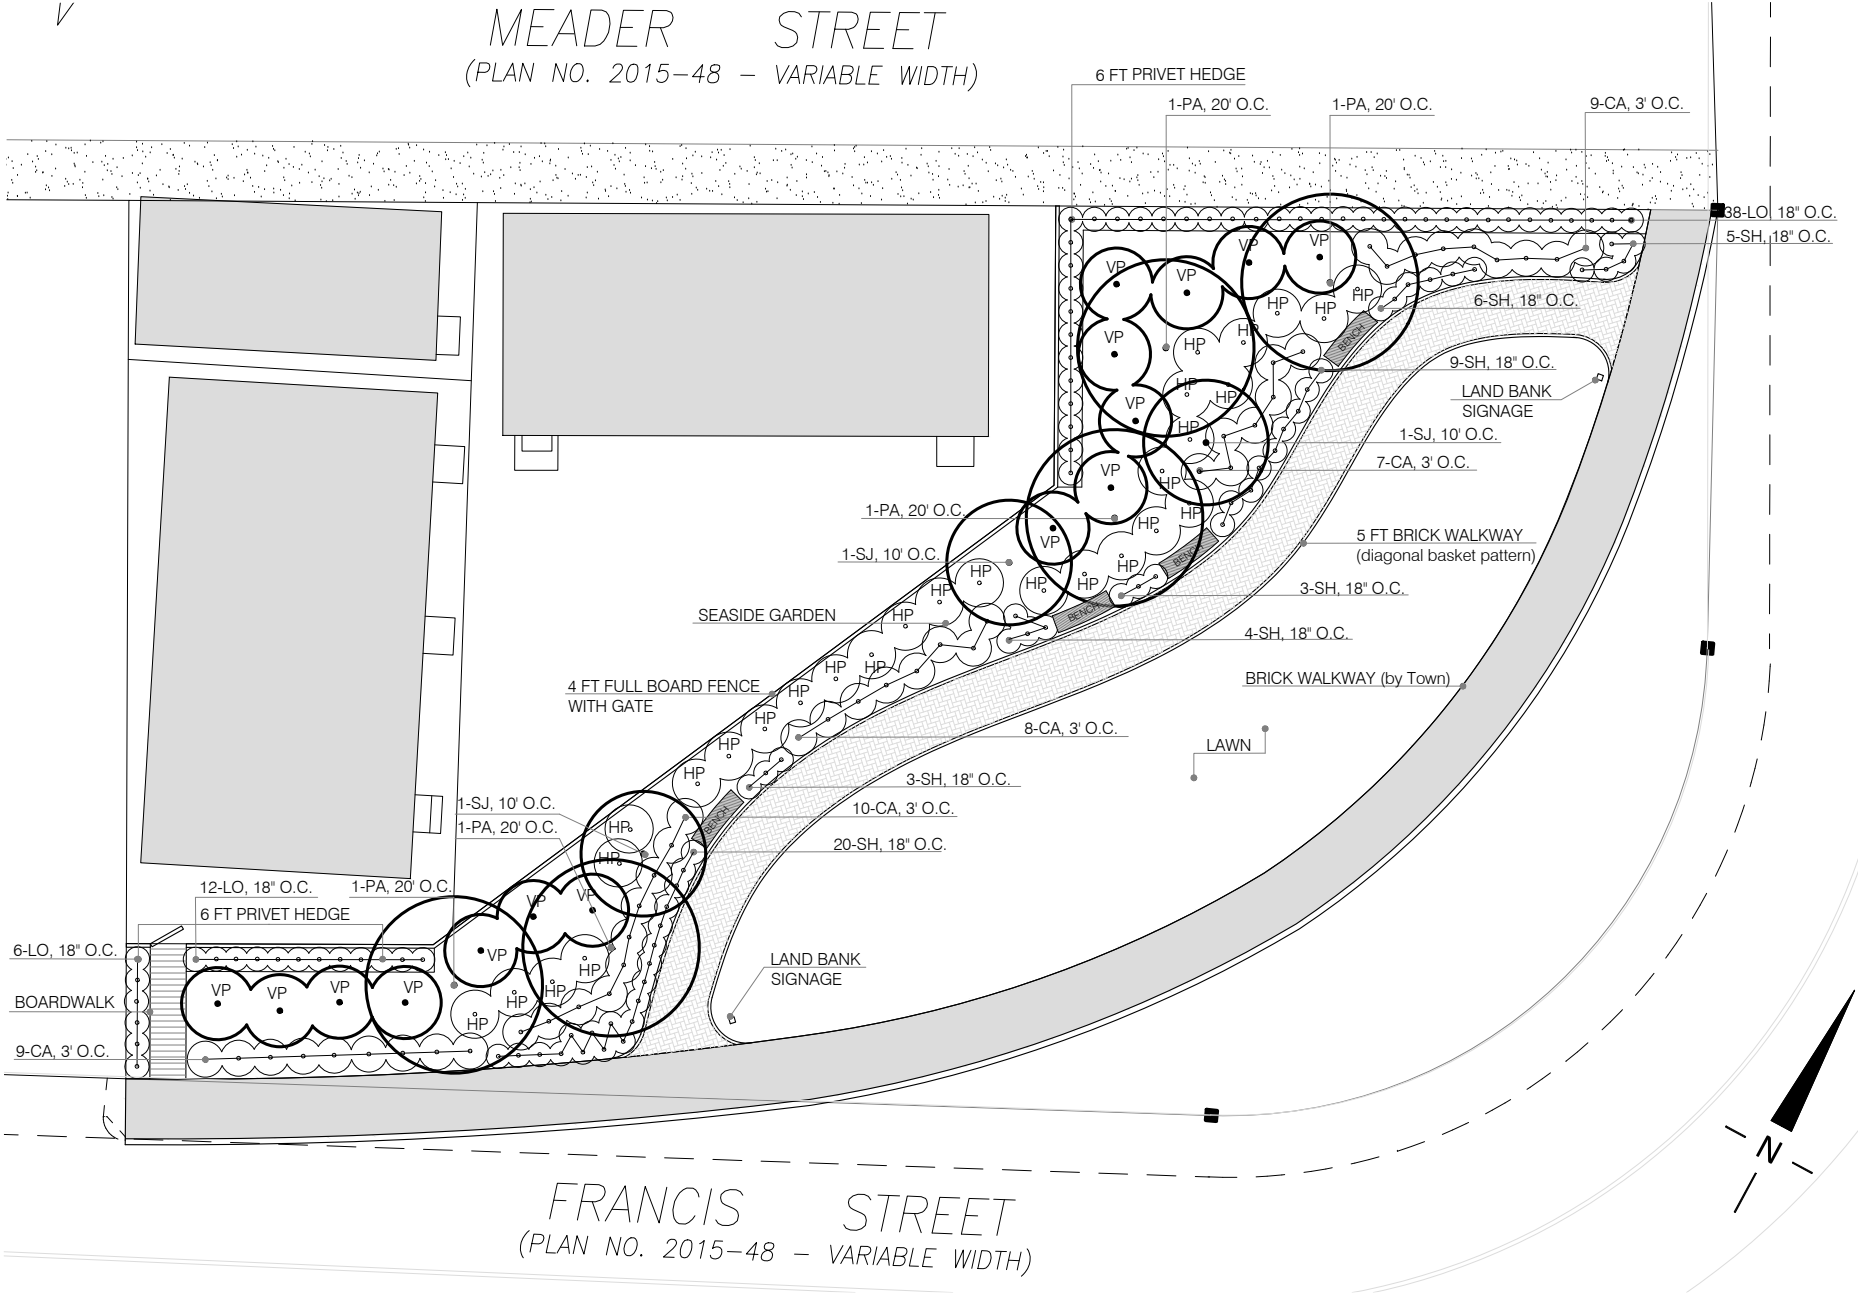 V
MEADER STREET
(PLAN NO. 2015-48 - VARIABLE WIDTH)
6 FT PRIVET HEDGE
1-PA, 20' O.C.
1-PA, 20' O.C.
9-CA, 3' O.C.
38-LO, 18" O.C.
5-SH, 18" O.C.
VP
VP
VP
VP
HP
HP
HP
6-SH, 18" O.C.
HP
BENCH
VP
HP
9-SH, 18" O.C.
HP
HP
LAND BANK
SIGNAGE
VP
HP
1-SJ, 10' O.C.
7-CA, 3' O.C.
VP
HP
1-PA, 20' O.C.
HP
HP
VP
5 FT BRICK WALKWAY
(diagonal basket pattern)
1-SJ, 10' O.C.
BENCH
HP
HP
HP
HP
3-SH, 18" O.C.
HP
BENCH
SEASIDE GARDEN
HP
4-SH, 18" O.C.
HP
HP
BRICK WALKWAY (by Town)
4 FT FULL BOARD FENCE
WITH GATE
HP
HP
8-CA, 3' O.C.
HP
LAWN
HP
3-SH, 18" O.C.
1-SJ, 10' O.C.
10-CA, 3' O.C.
BENCH
1-PA, 20' O.C.
HP
20-SH, 18" O.C.
HP
12-LO, 18" O.C.
1-PA, 20' O.C.
VP
VP
6 FT PRIVET HEDGE
6-LO, 18" O.C.
VP
LAND BANK
SIGNAGE
HP
VP
VP
VP
VP
HP
HP
BOARDWALK
HP
9-CA, 3' O.C.
N
FRANCIS STREET
(PLAN NO. 2015-48 - VARIABLE WIDTH)